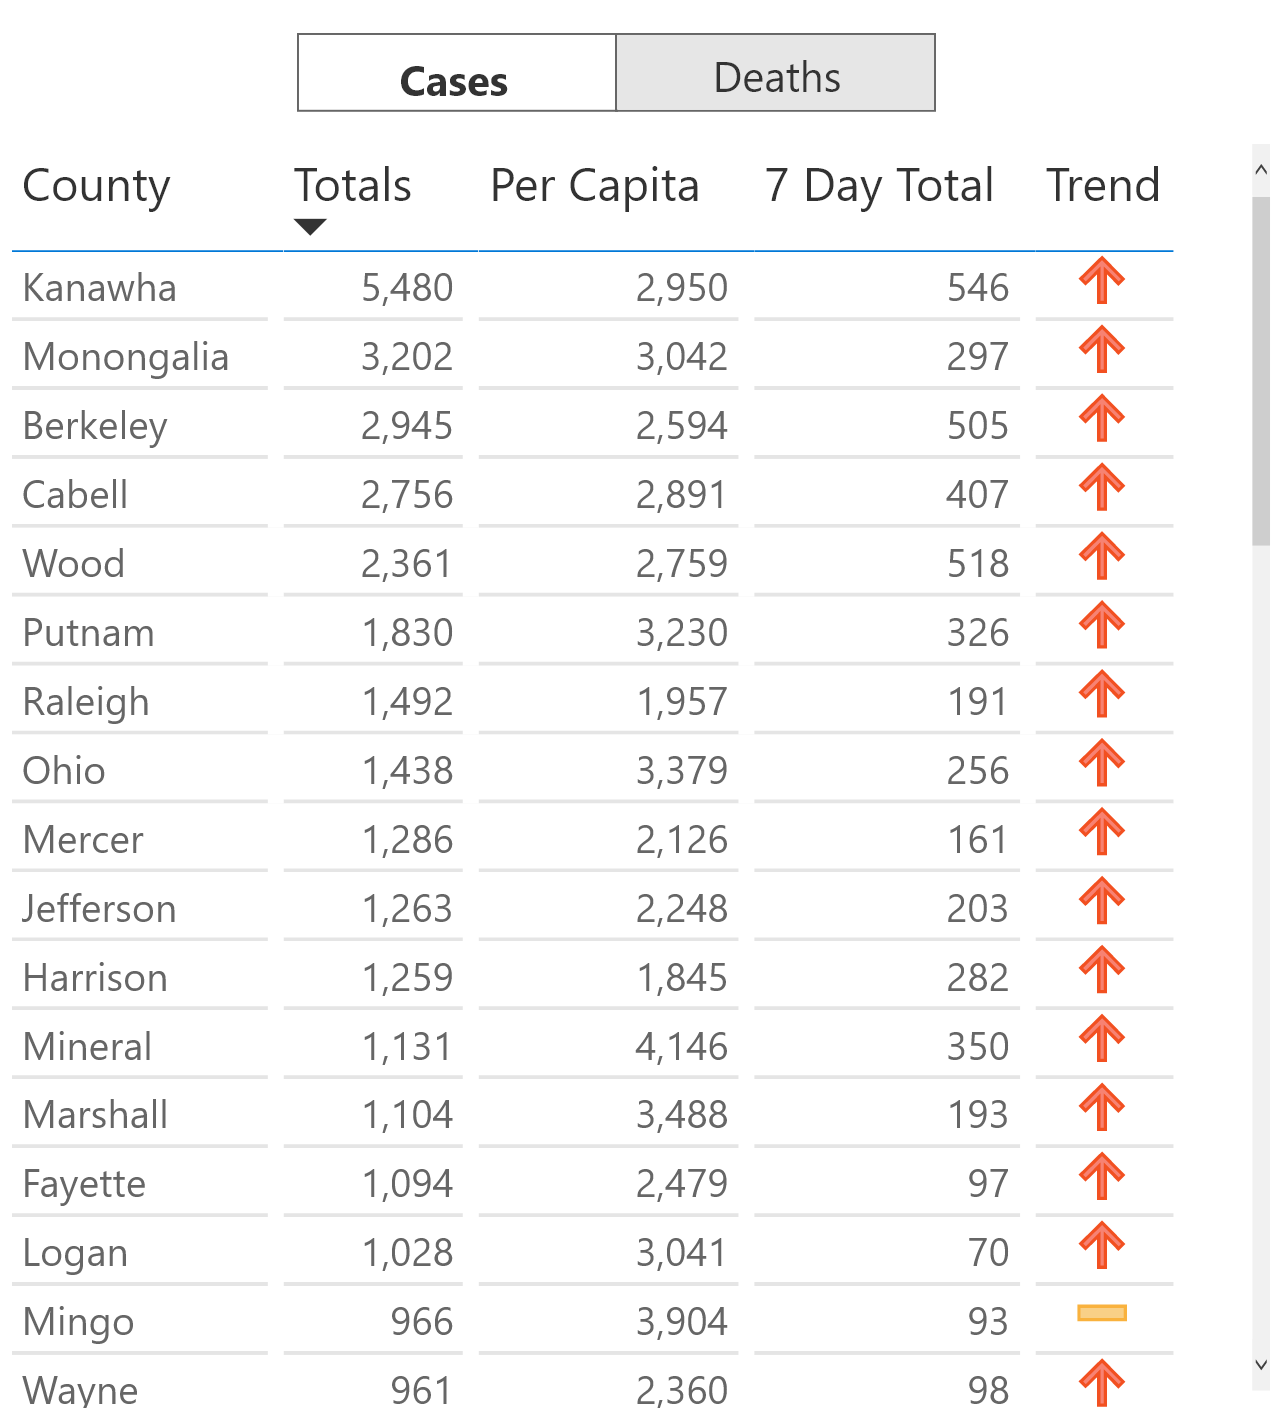 Cases Deaths
County Totals Per Capita 7 Day Total Trend
Kanawha 5,480 2,950 546
Monongalia 3,202 3,042 297
Berkeley 2,945 2,594 505
Cabell 2,756 2,891 407
Wood 2,361 2,759 518
Putnam 1,830 3,230 326
Raleigh 1,492 1,957 191
Ohio 1,438 3,379 256
Mercer 1,286 2,126 161
Jefferson 1,263 2,248 203
Harrison 1,259 1,845 282
Mineral 1,131 4,146 350
Marshall 1,104 3,488 193
Fayette 1,094 2,479 97
Logan 1,028 3,041 70
Mingo 966 3,904 93
Wayne 961 2,360 98